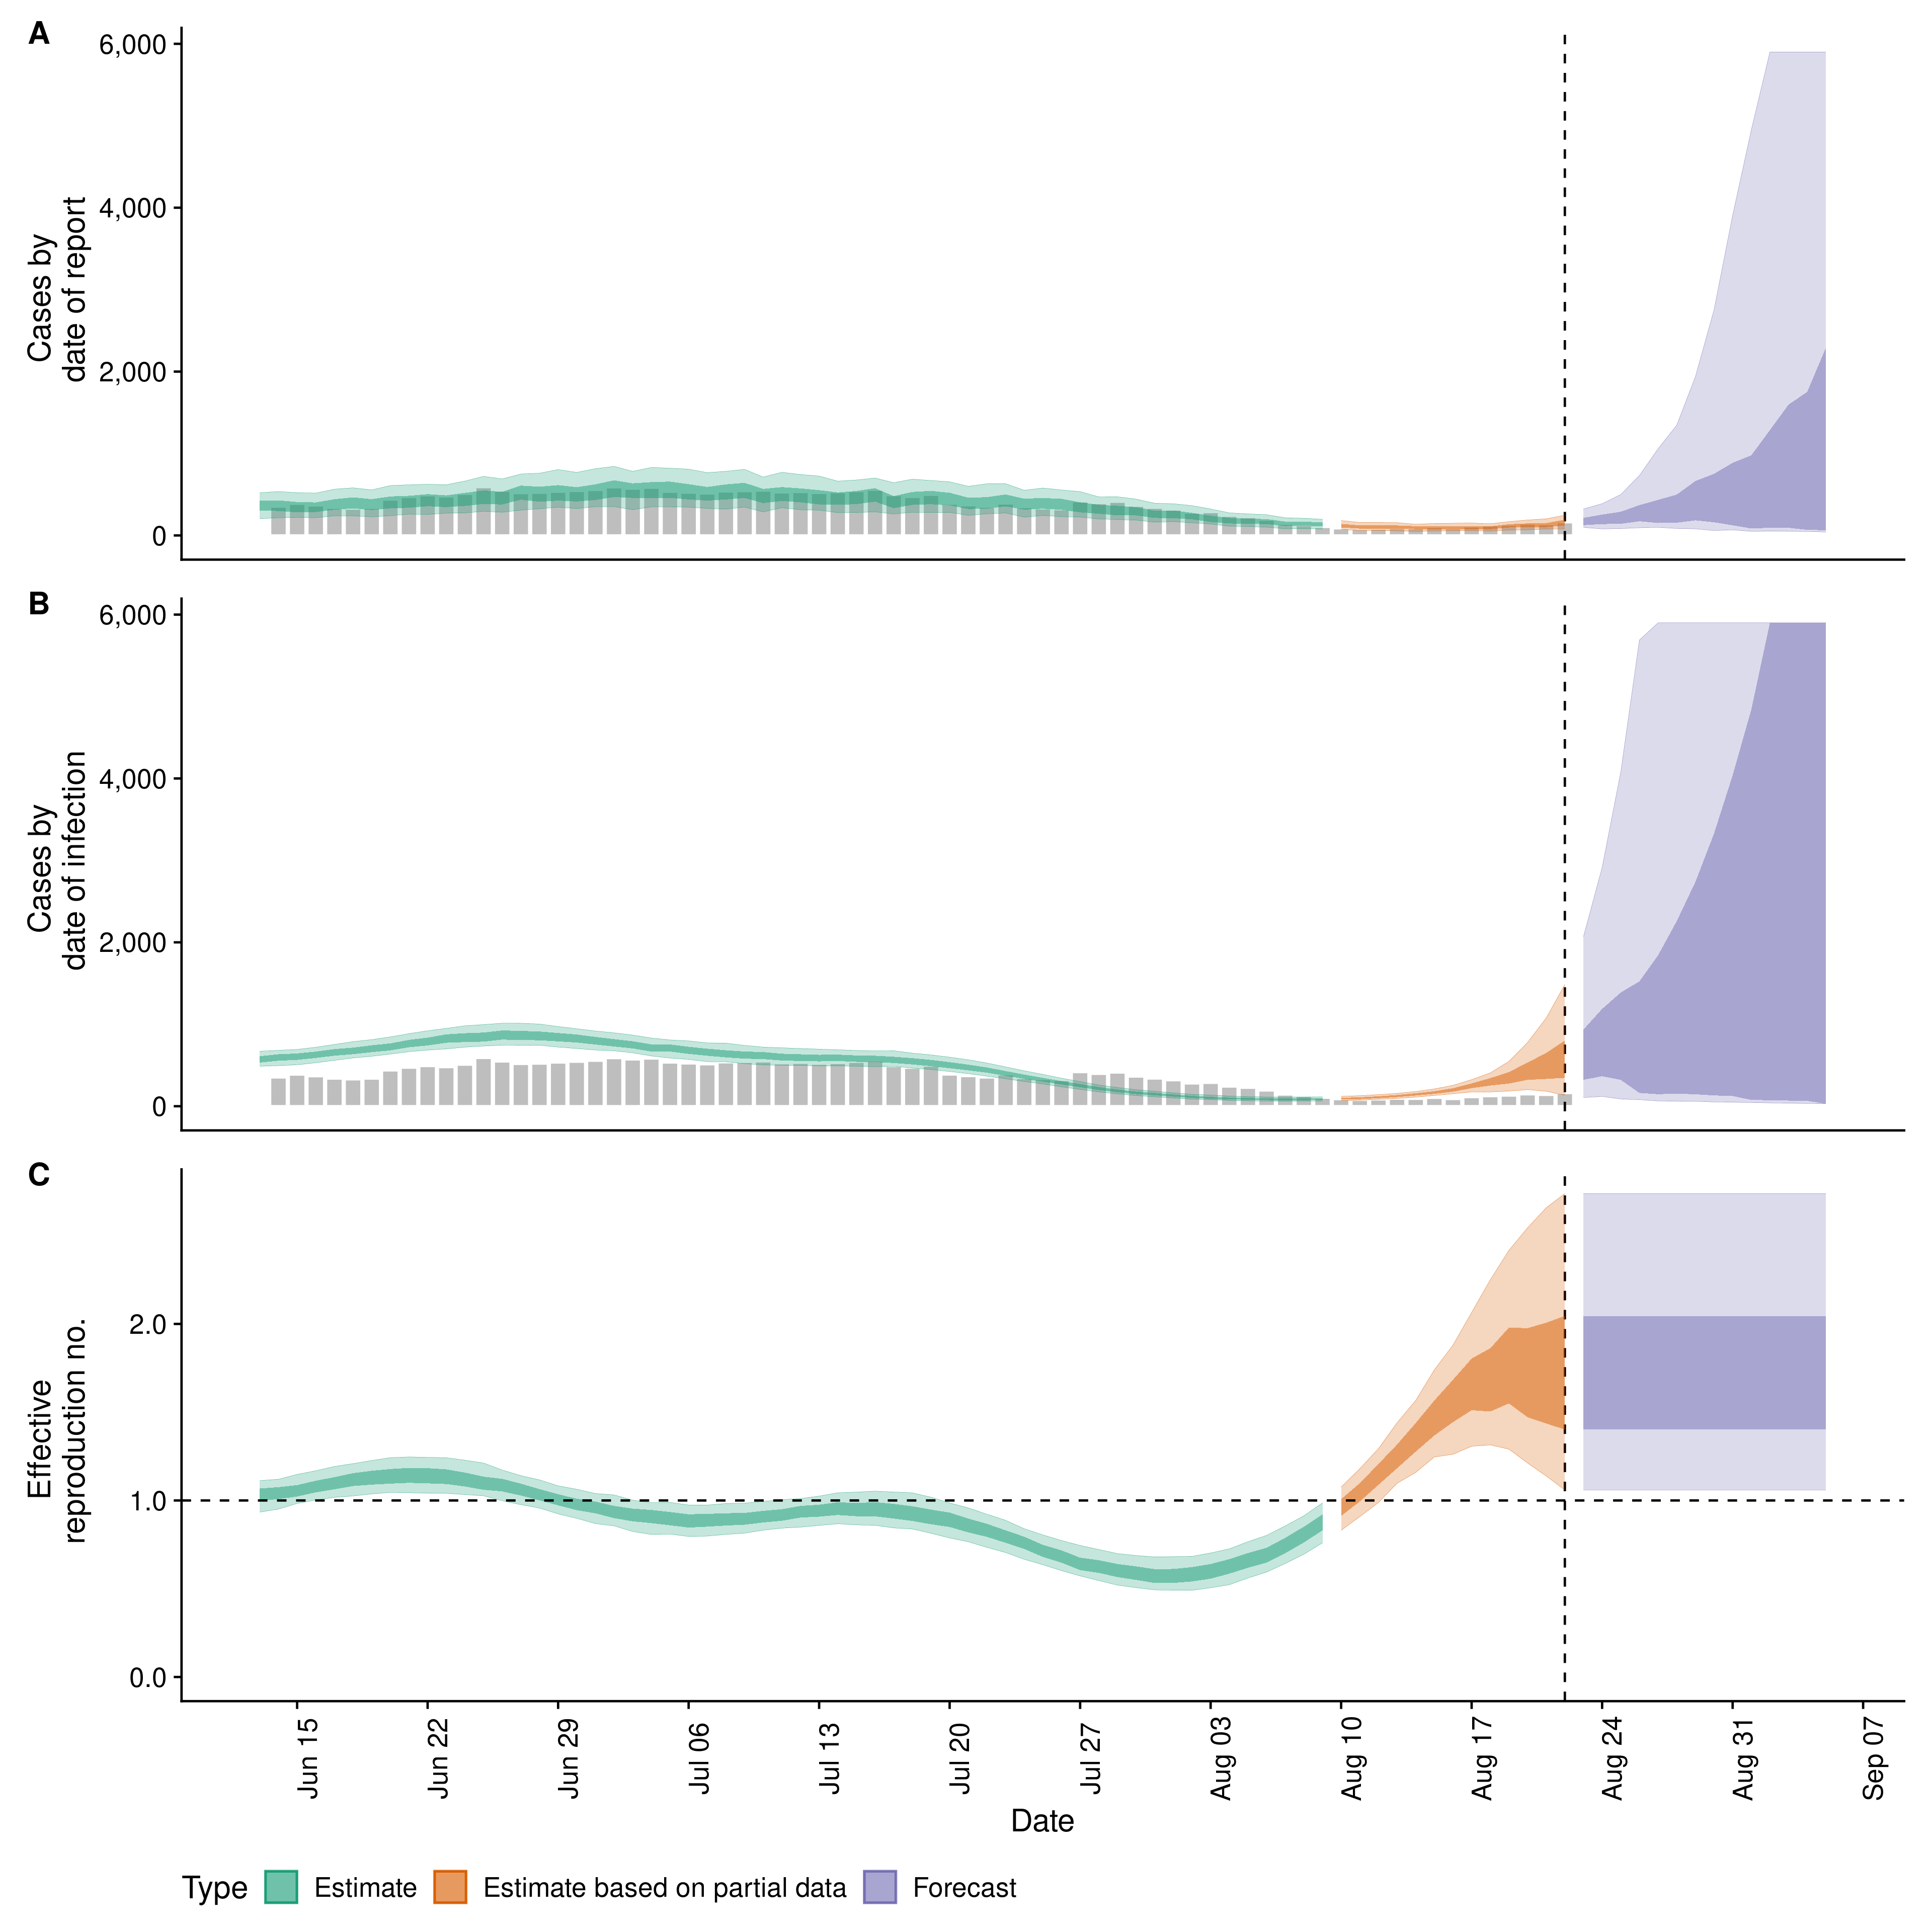 A
Cases by
date of report
6,000
4,000
2,000
0
B
Cases by
date of infection
6,000
4,000
2,000
0
C
Effective
reproduction no.
2.0
1.0
0.0
Jun 15
Jun 22
Jun 29
Jul 06
Jul 13
Jul 20
Jul 27
Aug 03
Aug 10
Aug 17
Aug 24
Aug 31
Sep 07
Date
Type Estimate Estimate based on partial data Forecast